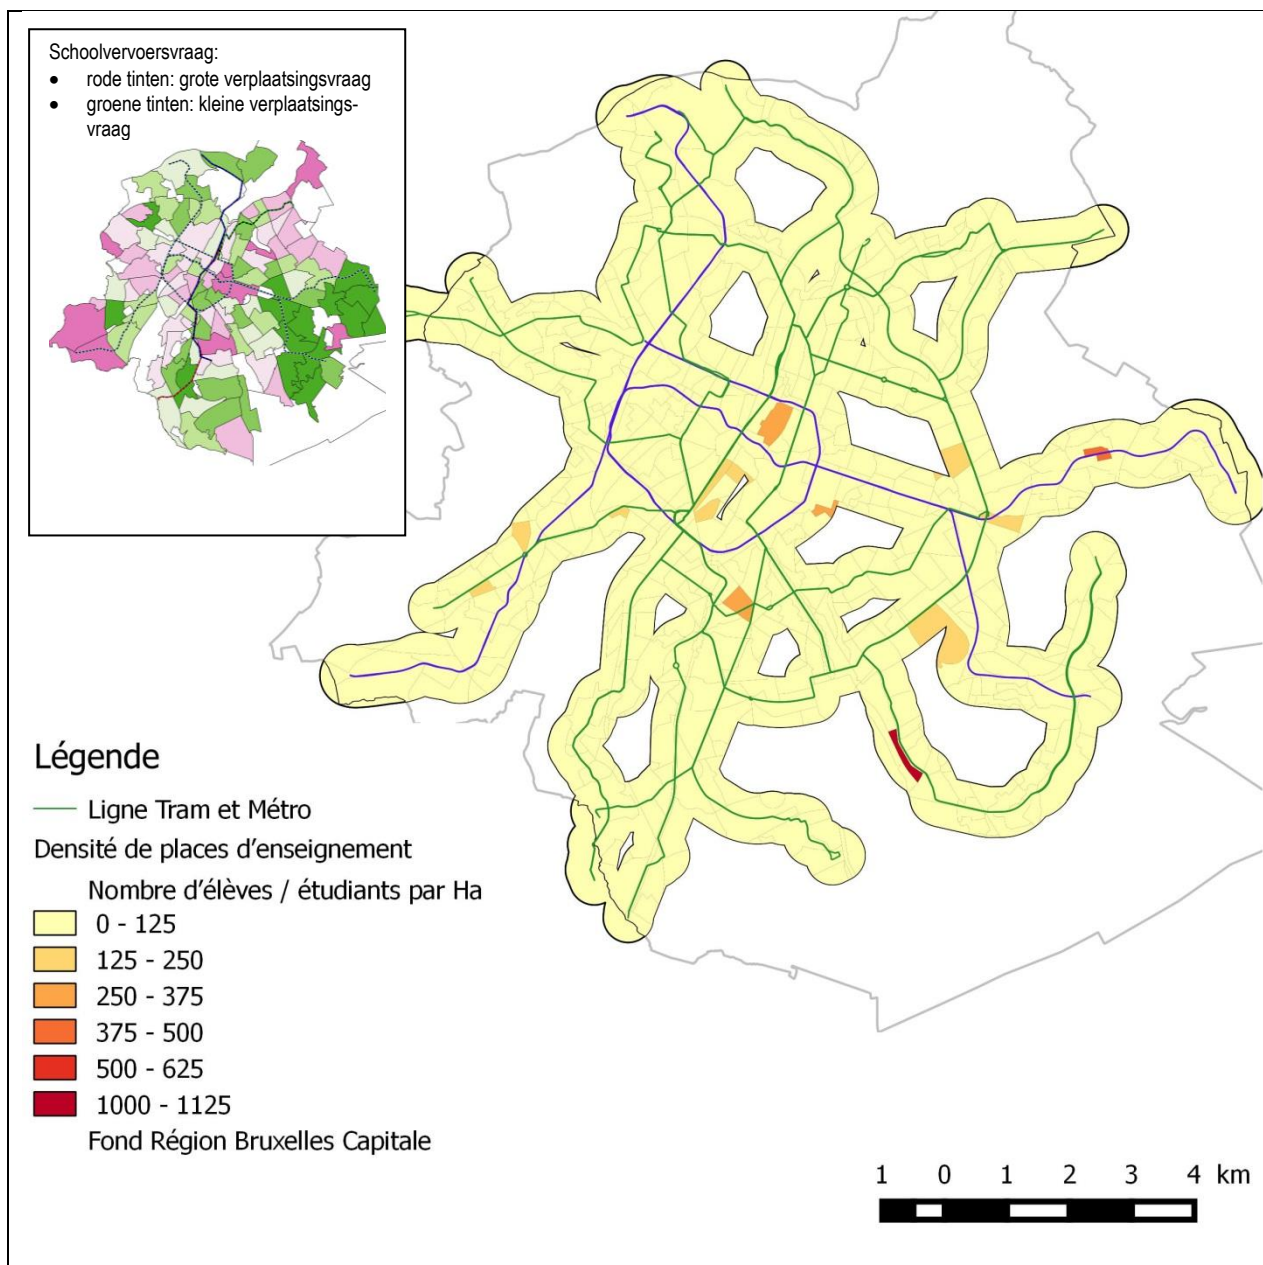 Schoolvervoersvraag:
• rode tinten: grote verplaatsingsvraag
• groene tinten: kleine verplaatsings-
vraag
Légende
Ligne Tram et Métro
Densité de places d'enseignement
Nombre d'élèves / étudiants par Ha
0 - 125
125 - 250
250 - 375
375 - 500
500 - 625
1000 - 1125
Fond Région Bruxelles Capitale
1 0 1 2 3 4 km